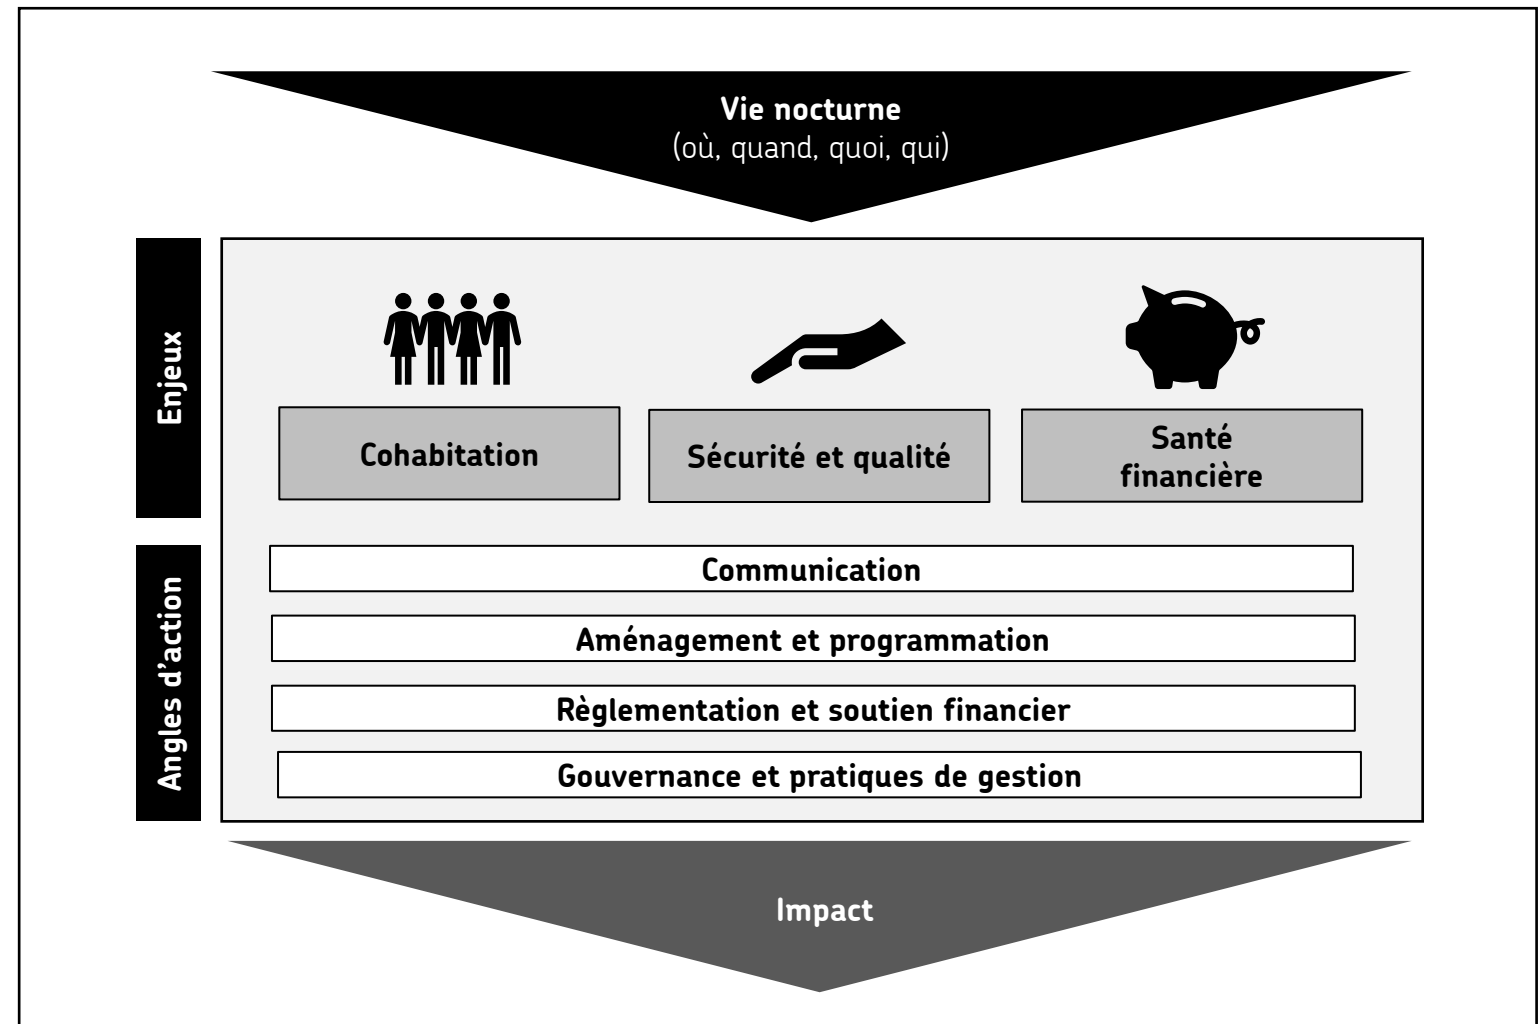 Vie nocturne
(où, quand, quoi, qui)
Enjeux
Cohabitation
Sécurité et qualité
Santé
financière
Angles d'action
Communication
Aménagement et programmation
Règlementation et soutien financier
Gouvernance et pratiques de gestion
Impact